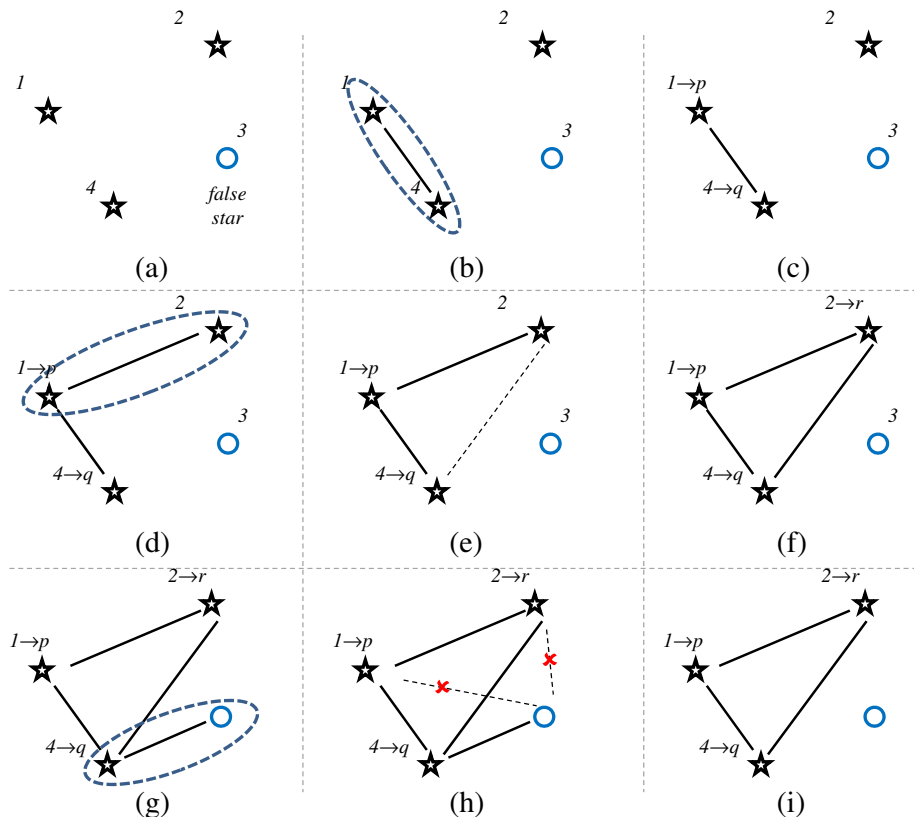 2
1
3
4
false
star
(a)
2
1
3
4
(b)
2
1→p
3
4→q
(c)
2
1→p
3
4→q
(d)
2
1→p
3
4→q
(e)
2→r
1→p
3
4→q
(f)
2→r
1→p
4→q
(g)
2→r
1→p
4→q
(h)
2→r
1→p
4→q
(i)